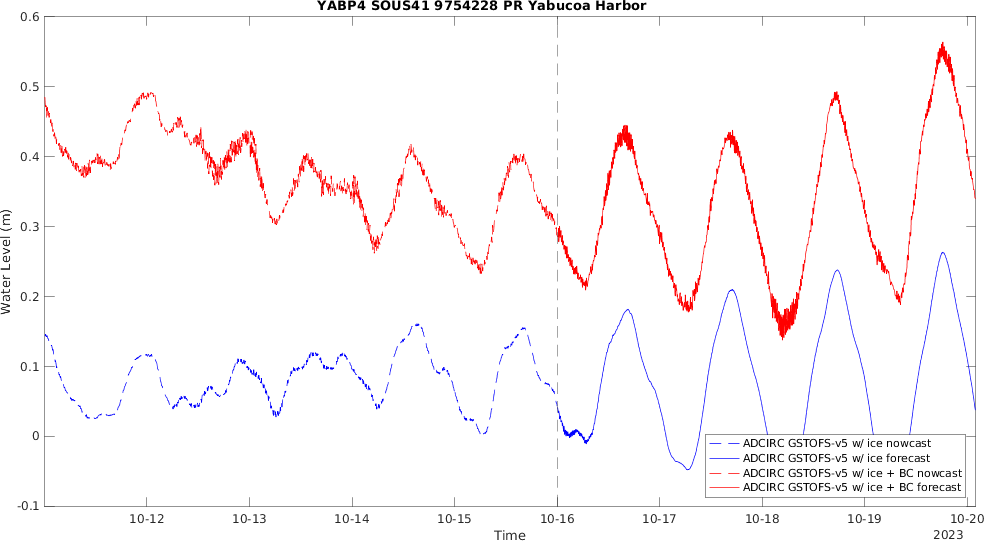 YABP4 SOUS41 9754228 PR Yabucoa Harbor
0.6
0.5
0.4
0.3
0.2
0.1
0
-0.1
Water Level (m)
ADCIRC GSTOFS-v5 w/ ice nowcast
ADCIRC GSTOFS-v5 w/ ice forecast
ADCIRC GSTOFS-v5 w/ ice + BC nowcast
ADCIRC GSTOFS-v5 w/ ice + BC forecast
10-12 10-13 10-14 10-15 10-16 10-17 10-18 10-19 10-20
Time
2023